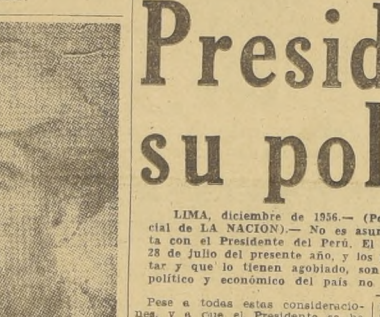 Presid
su pol
LIMA, diciembre de 1956.— (Po
cial de LA NACION).— No es asun
ta con el Presidente del Perú. El
28 de julio del presente año, y los
tar y que lo tienen agobiado, son
político y económico del país no
Pese a todas estas consideracio-
nes, y a que el Presidente